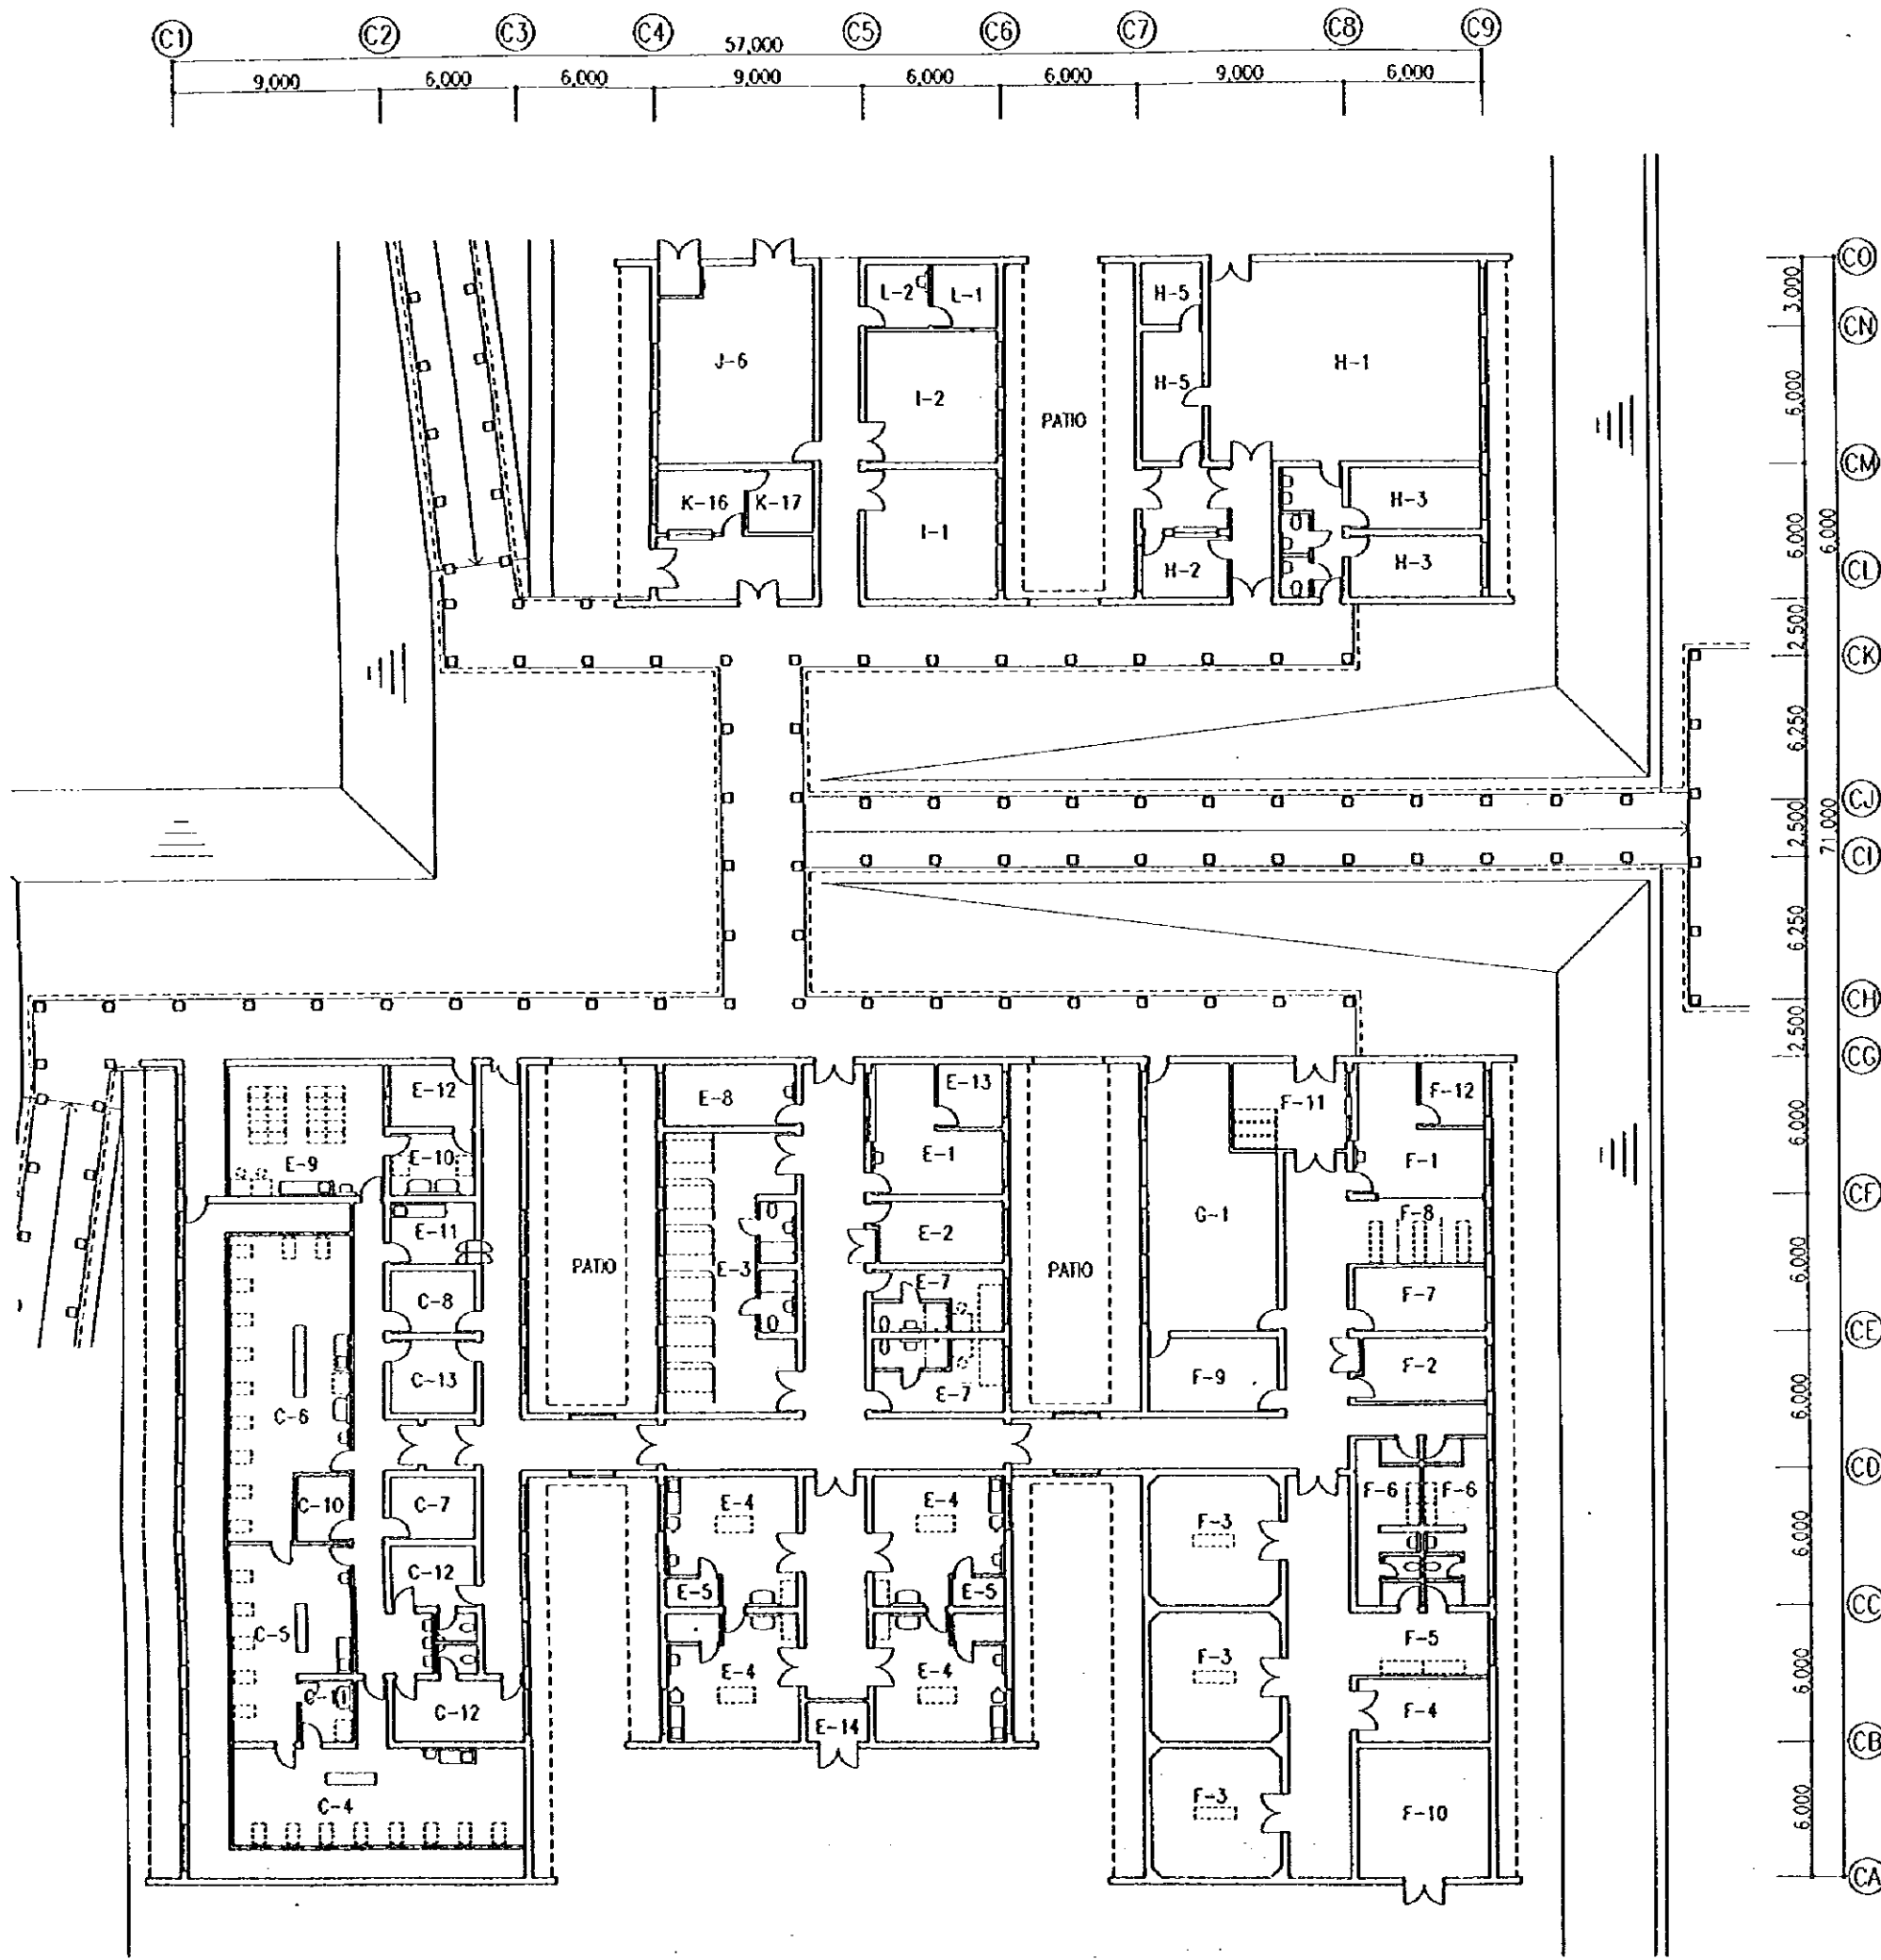 C1 C2 C3 C4 C5 C6 C7 C8 C9
57,000
9,000 6,000 6,000 9,000 6,000 6,000 9,000 6,000
CO
3,000
L-2 L-1 H-5
CN
J-6 H-1
I-2 H-5 6,000
PATIO
CM
K-16 K-17 H-3
I-1 6,000 6,000
H-2 H-3 CL
2,500
CK
6,250
CJ
2,500 71,000
CI
6,250
CH
2,500
CG
E-12 E-8 E-13 F-11 F-12
6,000
E-9 E-10 E-1 F-1
CF
E-11 E-2 G-1 F-8
PATIO E-3 PATIO 6,000
C-8 E-7 F-7
CE
C-13 F-9 F-2
C-6 E-7 6,000
CD
C-10 C-7 E-4 E-4 F-3 F-6 F-6
6,000
C-12 E-5 E-5
CC
C-5 F-5
E-4 E-4 F-3 6,000
C-11 C-12 E-14 F-4
CB
C-4 F-3 F-10 6,000
CA